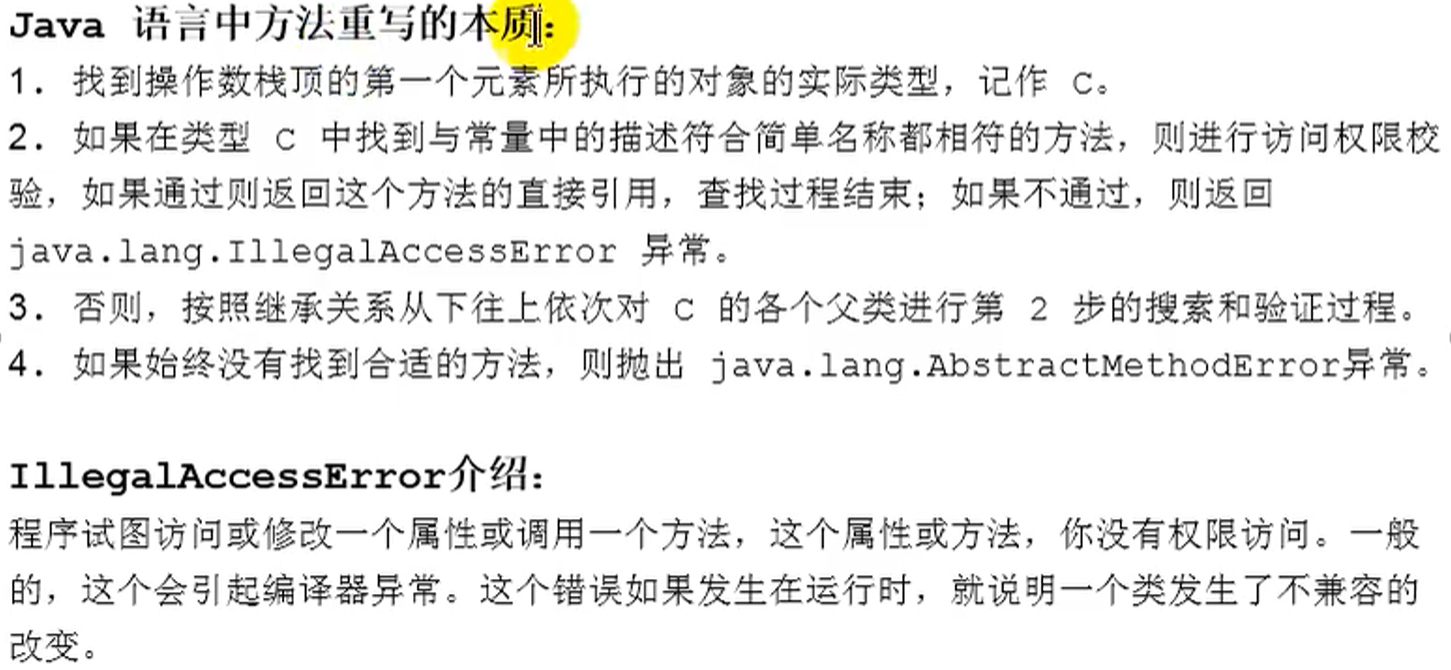 Java 语言中方法重写的本质:
1. 找到操作数栈顶的第一个元素所执行的对象的实际类型，记作 C。
2. 如果在类型 C 中找到与常量中的描述符合简单名称都相符的方法，则进行访问权限校
验，如果通过则返回这个方法的直接引用，查找过程结束；如果不通过，则返回
java.lang.IllegalAccessError 异常。
3. 否则，按照继承关系从下往上依次对 C 的各个父类进行第 2 步的搜索和验证过程。
4. 如果始终没有找到合适的方法，则抛出 java.lang.AbstractMethodError异常。
IllegalAccessError介绍:
程序试图访问或修改一个属性或调用一个方法，这个属性或方法，你没有权限访问。一般
的，这个会引起编译器异常。这个错误如果发生在运行时，就说明一个类发生了不兼容的
改变。